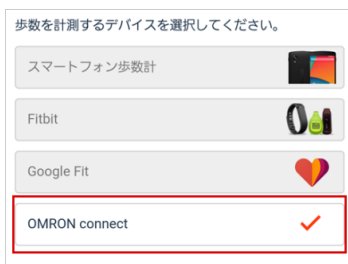 歩数を計測するデバイスを選択してください。
スマートフォン歩数計
Fitbit
Google Fit
OMRON connect